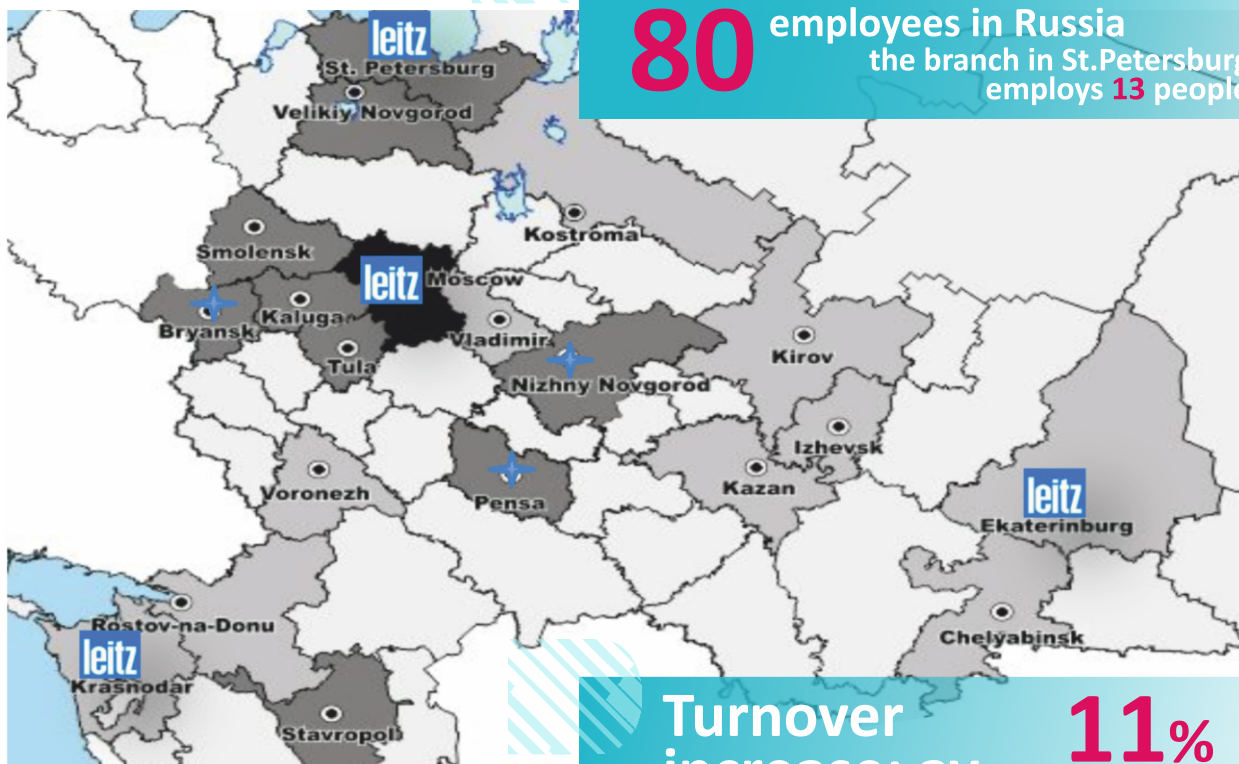 80 employees in Russia
the branch in St.Petersburg
employs 13 people
leitz
St. Petersburg
Velikiy Novgorod
Kostroma
Smolensk
leitz
Moscow
Bryansk
Kaluga
Vladimir
Tula
Nizhny Novgorod
Kirov
Izhevsk
Voronezh
Pensa
Kazan
leitz
Ekaterinburg
Rostov-na-Donu
Chelyabinsk
leitz
Krasnodar
Stavropol
Turnover 11%
increase: av